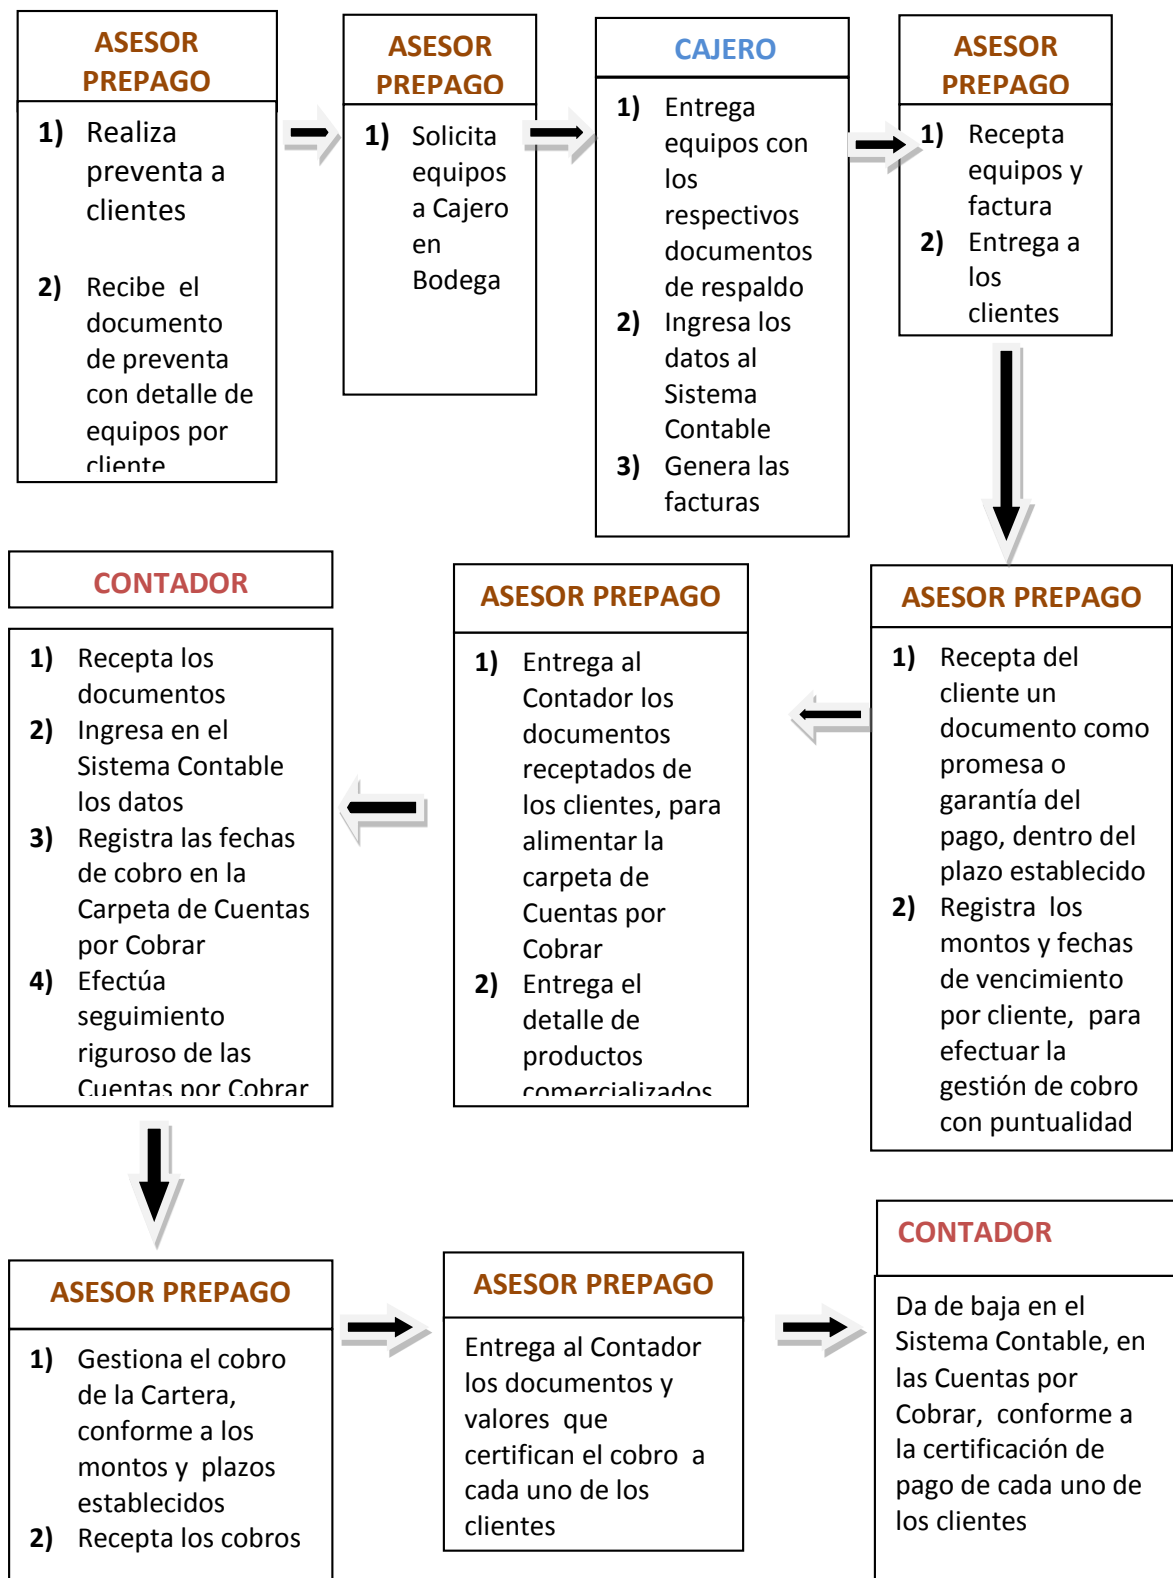 ASESOR
PREPAGO
1) Realiza
preventa a
clientes
2) Recibe el
documento
de preventa
con detalle de
equipos por
cliente
ASESOR
PREPAGO
1) Solicita
equipos
a Cajero
en
Bodega
CAJERO
1) Entrega
equipos con
los
respectivos
documentos
de respaldo
2) Ingresa los
datos al
Sistema
Contable
3) Genera las
facturas
ASESOR
PREPAGO
1) Recepta
equipos y
factura
2) Entrega a
los
clientes
ASESOR PREPAGO
1) Recepta del
cliente un
documento como
promesa o
garantía del
pago, dentro del
plazo establecido
2) Registra los
montos y fechas
de vencimiento
por cliente, para
efectuar la
gestión de cobro
con puntualidad
ASESOR PREPAGO
1) Entrega al
Contador los
documentos
receptados de
los clientes, para
alimentar la
carpeta de
Cuentas por
Cobrar
2) Entrega el
detalle de
productos
comercializados
CONTADOR
1) Recepta los
documentos
2) Ingresa en el
Sistema Contable
los datos
3) Registra las fechas
de cobro en la
Carpeta de Cuentas
por Cobrar
4) Efectúa
seguimiento
riguroso de las
Cuentas por Cobrar
ASESOR PREPAGO
1) Gestiona el cobro
de la Cartera,
conforme a los
montos y plazos
establecidos
2) Recepta los cobros
ASESOR PREPAGO
Entrega al Contador
los documentos y
valores que
certifican el cobro a
cada uno de los
clientes
CONTADOR
Da de baja en el
Sistema Contable, en
las Cuentas por
Cobrar, conforme a
la certificación de
pago de cada uno de
los clientes